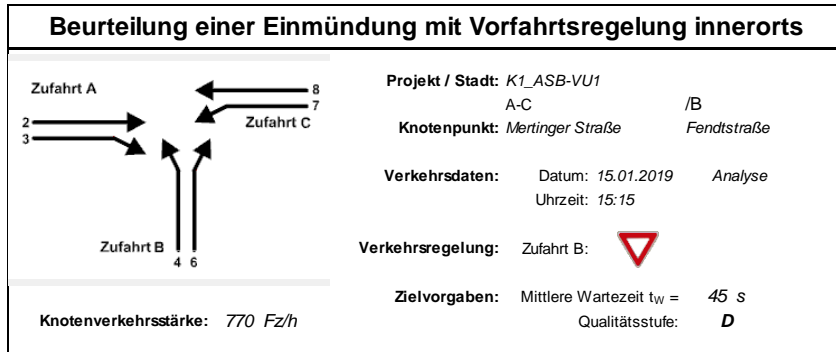 Beurteilung einer Einmündung mit Vorfahrtsregelung innerorts
Zufahrt A
8
7
Zufahrt C
2
3
Zufahrt B
4 6
Knotenverkehrsstärke: 770 Fz/h
Projekt / Stadt: K1_ASB-VU1
A-C /B
Knotenpunkt: Mertinger Straße Fendtstraße
Verkehrsdaten: Datum: 15.01.2019 Analyse
Uhrzeit: 15:15
Verkehrsregelung: Zufahrt B:
Zielvorgaben: Mittlere Wartezeit tW = 45 s
Qualitätsstufe: D